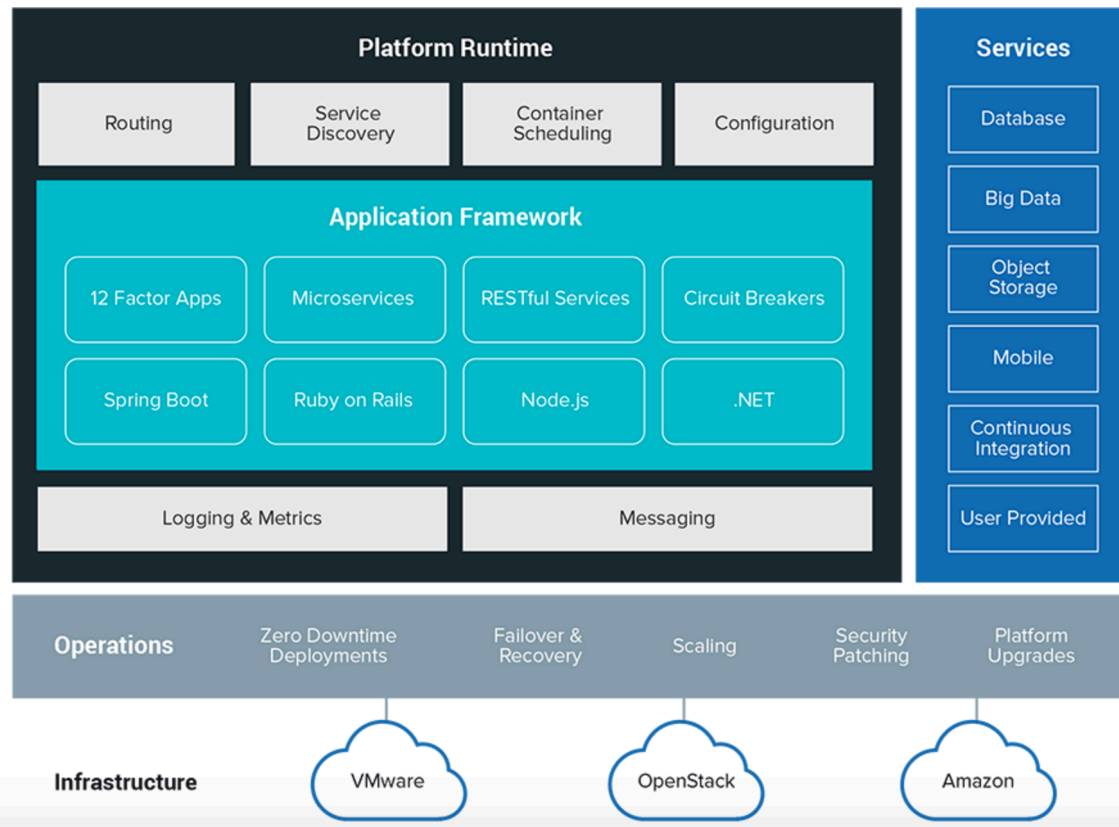 Platform Runtime
Routing
Service
Discovery
Container
Scheduling
Configuration
Application Framework
12 Factor Apps
Microservices
RESTful Services
Circuit Breakers
Spring Boot
Ruby on Rails
Node.js
.NET
Logging & Metrics
Messaging
Services
Database
Big Data
Object
Storage
Mobile
Continuous
Integration
User Provided
Operations
Zero Downtime
Deployments
Failover &
Recovery
Scaling
Security
Patching
Platform
Upgrades
Infrastructure
VMware
OpenStack
Amazon